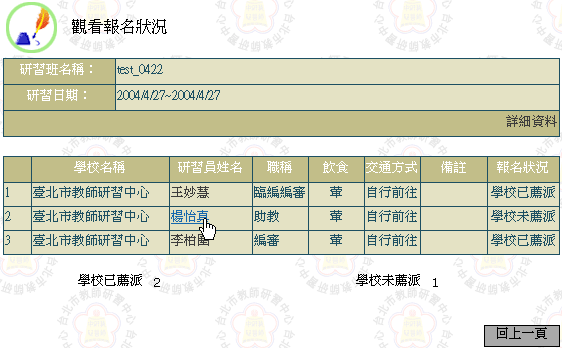 觀看報名狀況
研習班名稱： test_0422
研習日期： 2004/4/27~2004/4/27
詳細資料
學校名稱 研習員姓名 職稱 飲食 交通方式 備註 報名狀況
1 臺北市教師研習中心 王妙慧 臨編編審 葷 自行前往 學校已薦派
2 臺北市教師研習中心 楊怡真 助教 葷 自行前往 學校未薦派
3 臺北市教師研習中心 李柏 編審 葷 自行前往 學校已薦派
學校已薦派 2 學校未薦派 1
回上一頁